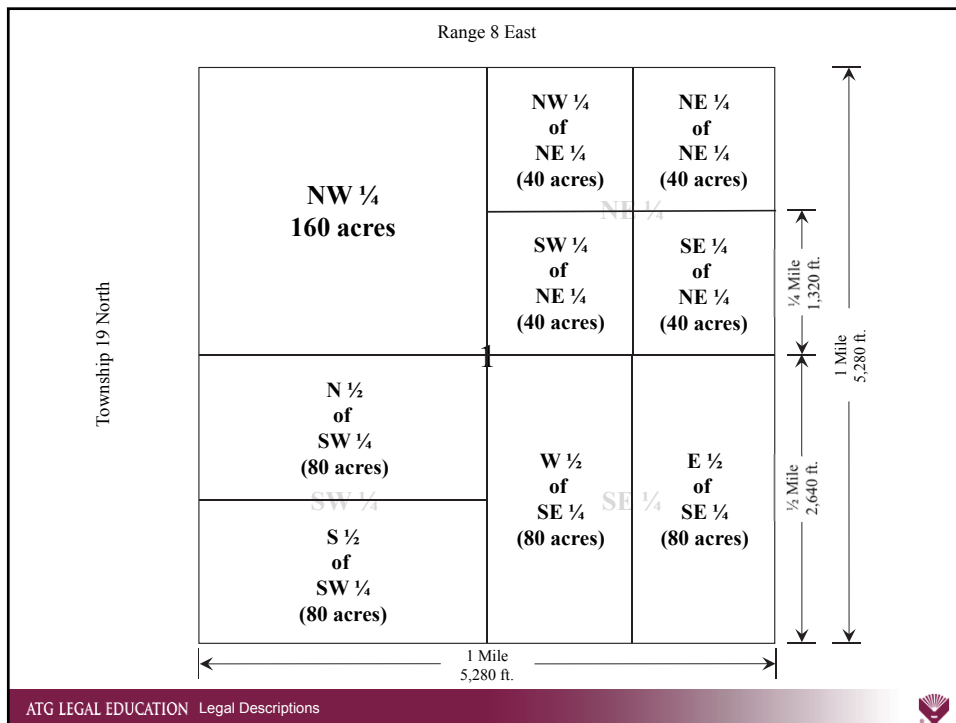 Range 8 East
NW ¼
160 acres
NW ¼
of
NE ¼
(40 acres)
NE ¼
of
NE ¼
(40 acres)
NE ¼
SW ¼
of
NE ¼
(40 acres)
SE ¼
of
NE ¼
(40 acres)
¼ Mile
1,320 ft.
1 Mile
5,280 ft.
Township 19 North
1
N ½
of
SW ¼
(80 acres)
SW ¼
S ½
of
SW ¼
(80 acres)
W ½
of
SE ¼
(80 acres)
SE ¼
E ½
of
SE ¼
(80 acres)
½ Mile
2,640 ft.
1 Mile
5,280 ft.
ATG LEGAL EDUCATION Legal Descriptions
®